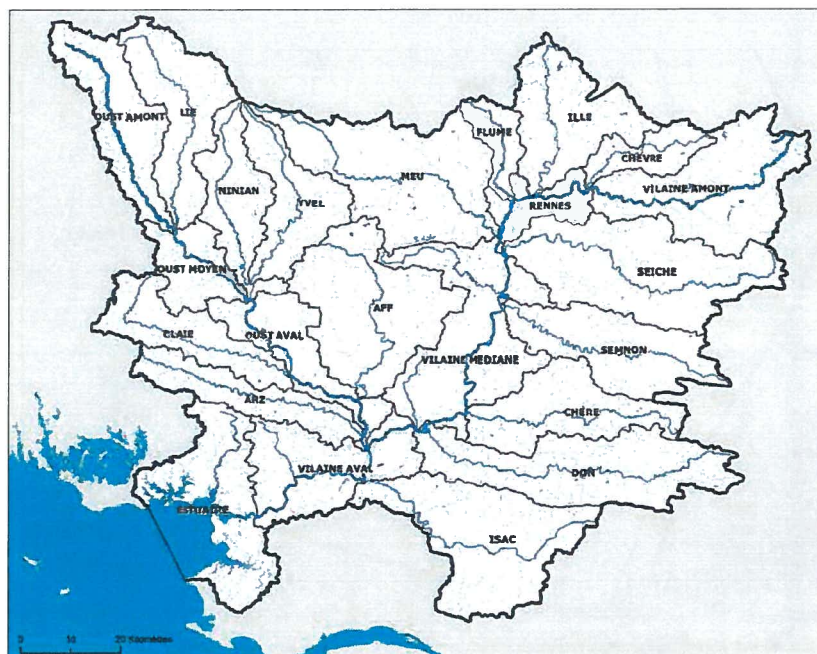 OUST AMONT
LIE
FLUME
ILLE
CHEVRE
NINIAN
YVEL
MEU
VILAINE AMONT
RENNES
SEICHE
OUST MOYEN
AFF
OUST AVAL
CLAIE
VILAINE MEDIANE
SEMNON
ARZ
CHÈRE
VILAINE AVAL
DON
ESTUAIRE
ISAC
0 10 20 Kilomètres